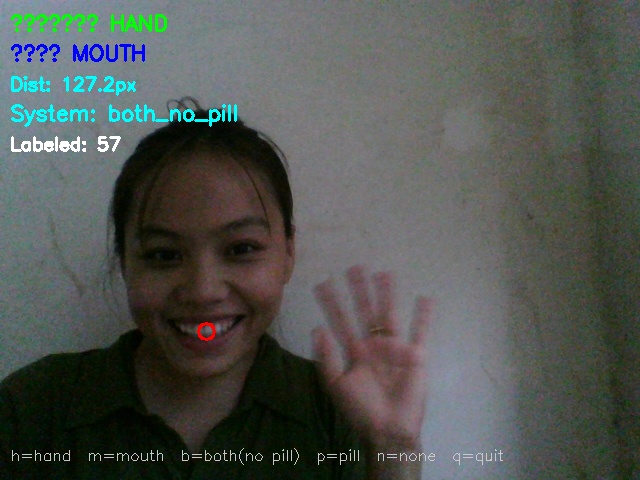 ??????? HAND
???? MOUTH
Dist: 127.2px
System: both_no_pill
Labeled: 57
h=hand m=mouth b=both(no pill) p=pill n=none q=quit